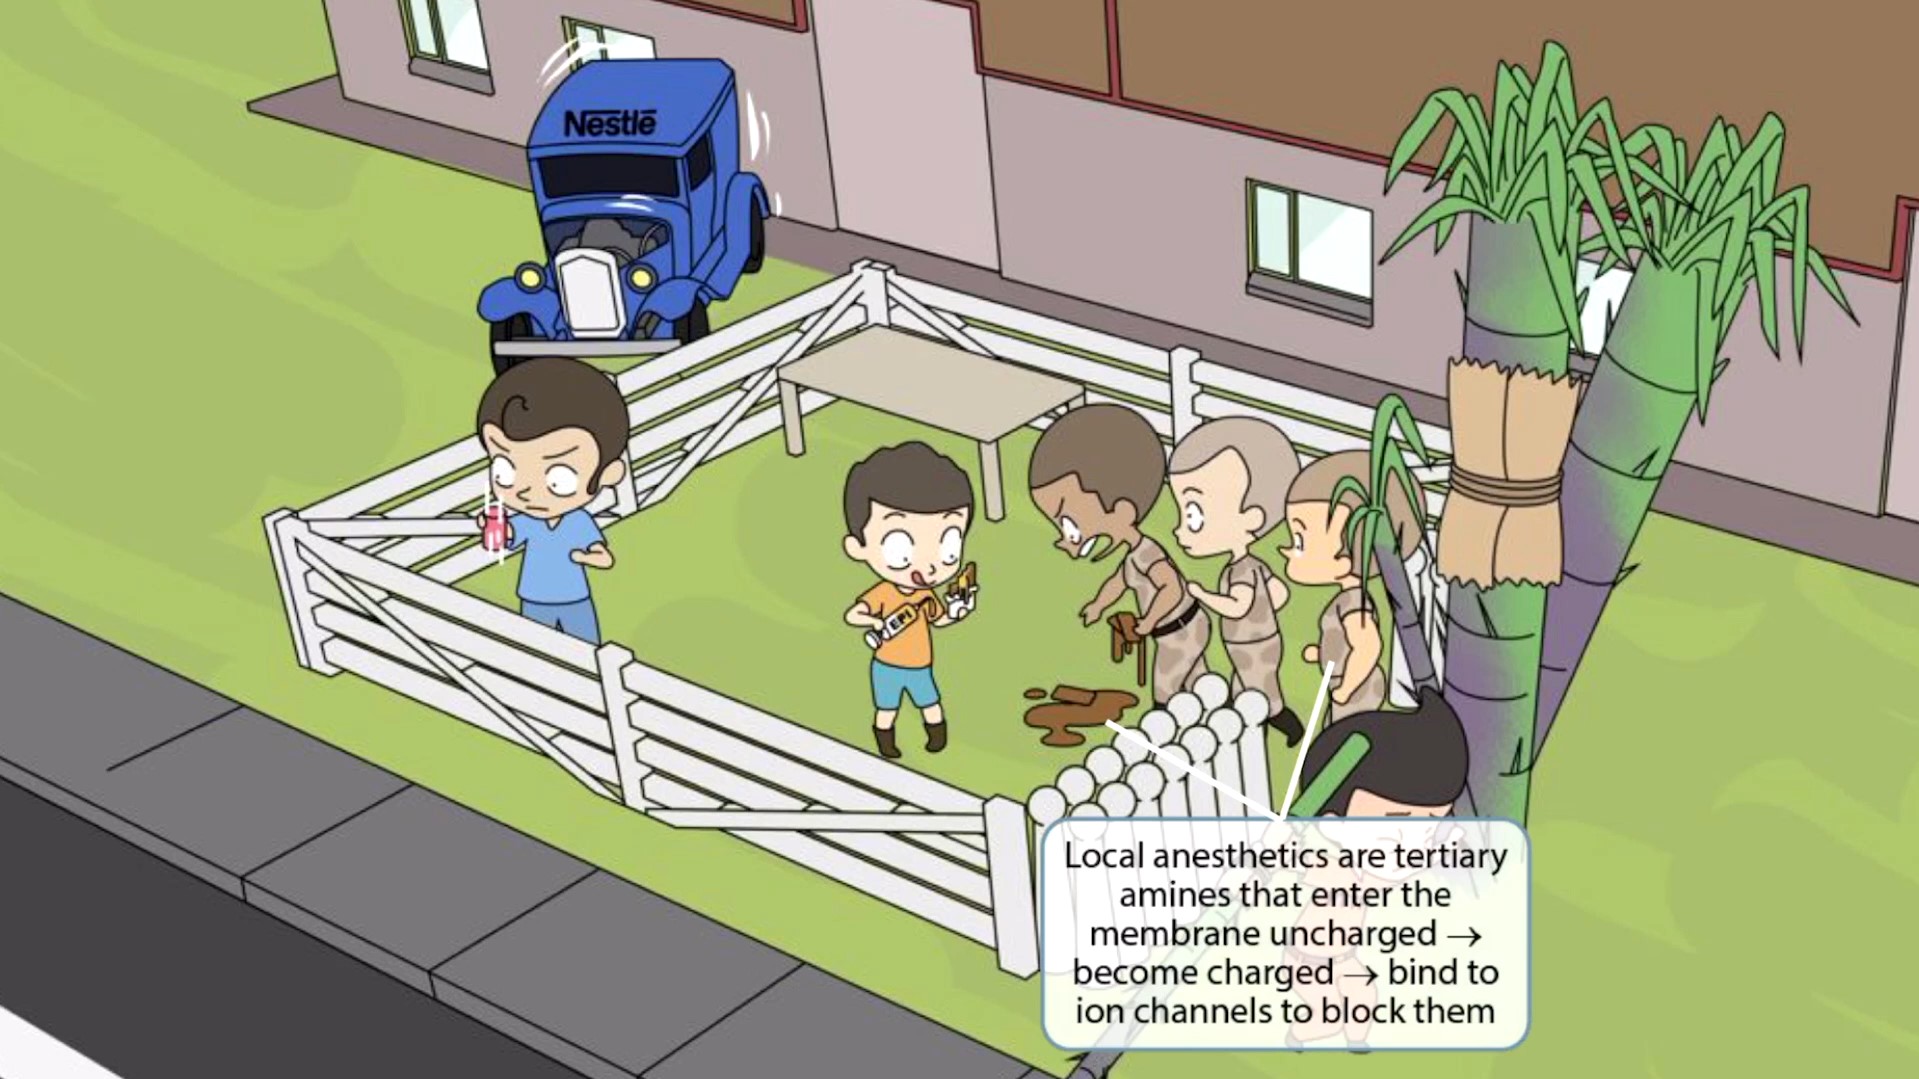 Nestlē
EPI
Local anesthetics are tertiary
amines that enter the
membrane uncharged →
become charged → bind to
ion channels to block them